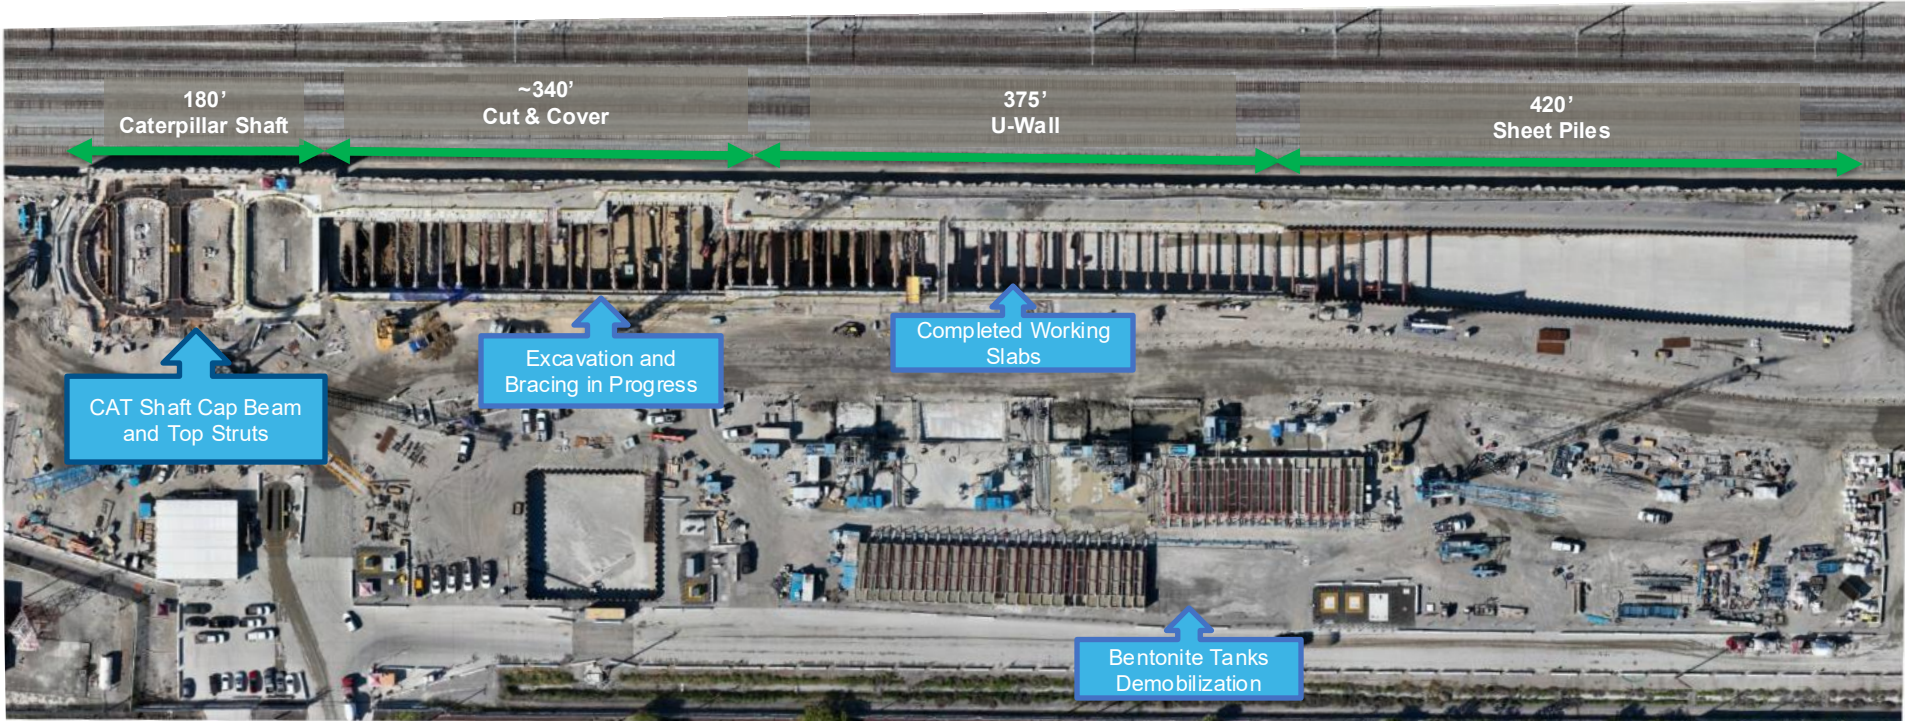 180’
Caterpillar Shaft
~340’
Cut & Cover
375’
U-Wall
420’
Sheet Piles
CAT Shaft Cap Beam
and Top Struts
Excavation and
Bracing in Progress
Completed Working
Slabs
Bentonite Tanks
Demobilization